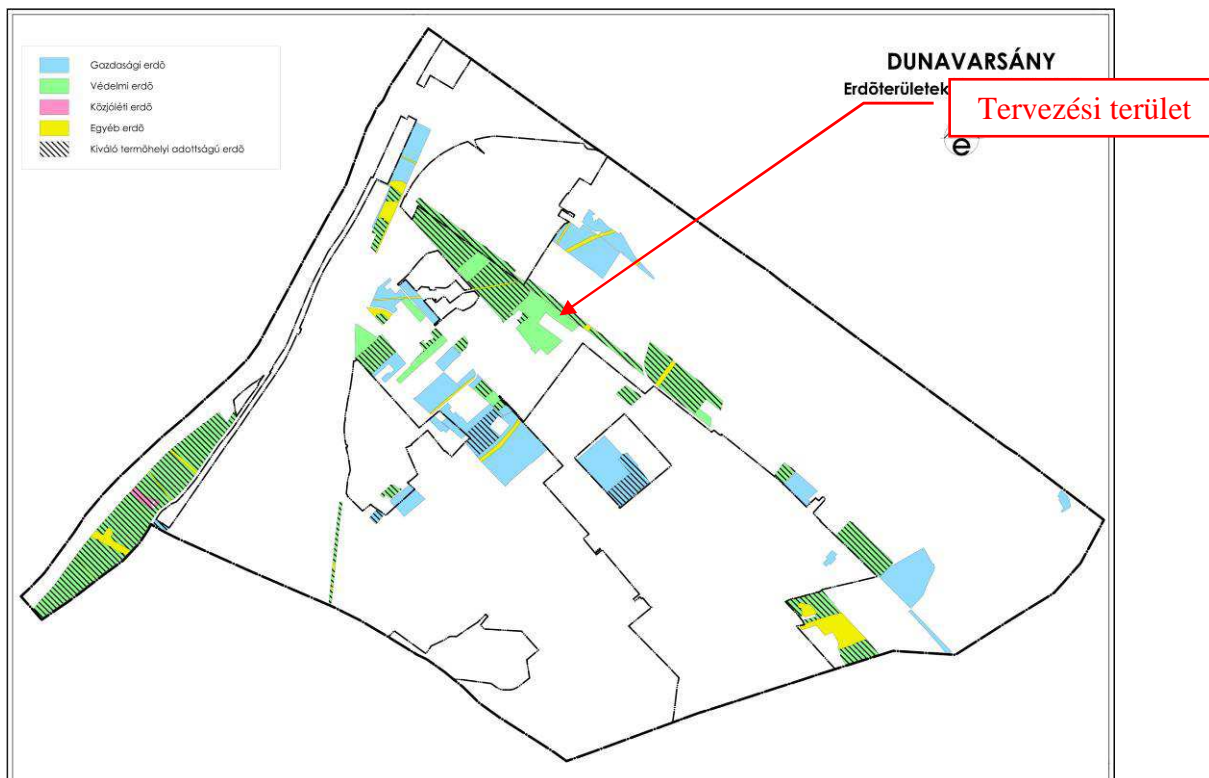 Gazdasági erdő
Védelmi erdő
Közjóléti erdő
Egyéb erdő
Kiváló termőhelyi adottságú erdő
DUNAVARSÁNY
Erdőterületek
Tervezési terület
e